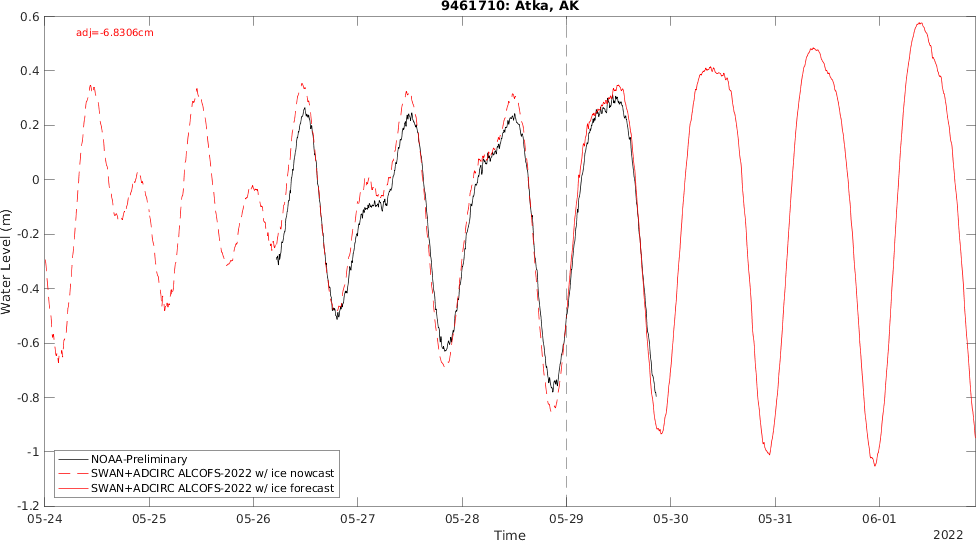 9461710: Atka, AK
adj=-6.8306cm
Water Level (m)
0.6
0.4
0.2
0
-0.2
-0.4
-0.6
-0.8
-1
-1.2
NOAA-Preliminary
SWAN+ADCIRC ALCOFS-2022 w/ ice nowcast
SWAN+ADCIRC ALCOFS-2022 w/ ice forecast
05-24 05-25 05-26 05-27 05-28 05-29 05-30 05-31 06-01
Time
2022